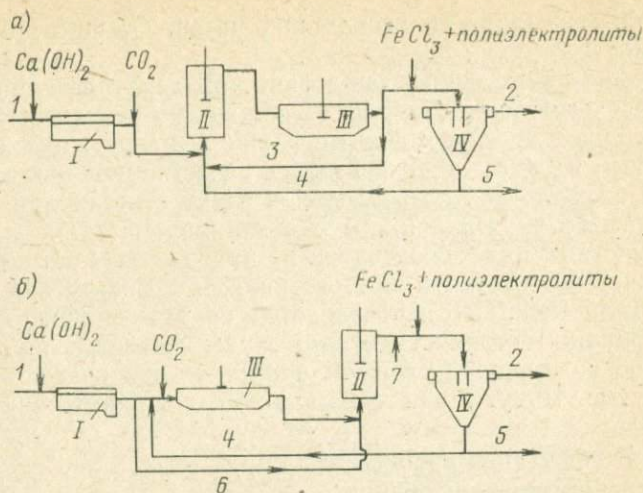 а)
FeCl3+полиэлектролиты
Ca(OH)2
CO2
1
I
II
III
3
4
IV
2
5
б)
FeCl3+полиэлектролиты
Ca(OH)2
CO2
III
1
I
II
7
IV
2
4
5
6